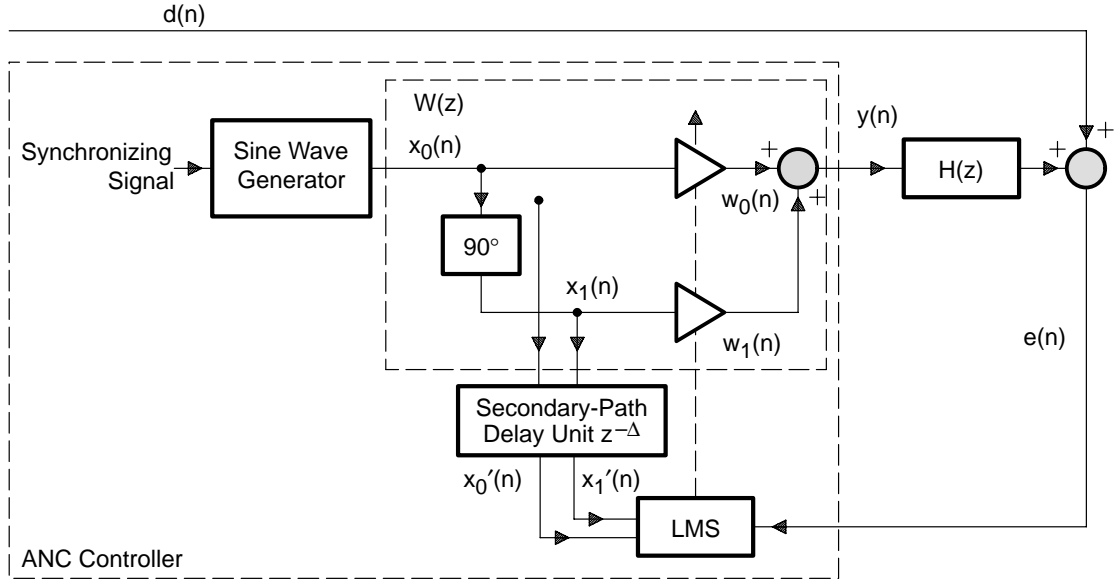 d(n)
W(z)
y(n)
+
Synchronizing
Signal
Sine Wave
Generator
x0(n)
+
+
H(z)
+
w0(n)
+
90°
x1(n)
w1(n)
e(n)
Secondary-Path
Delay Unit z−Δ
x0′(n)
x1′(n)
LMS
ANC Controller